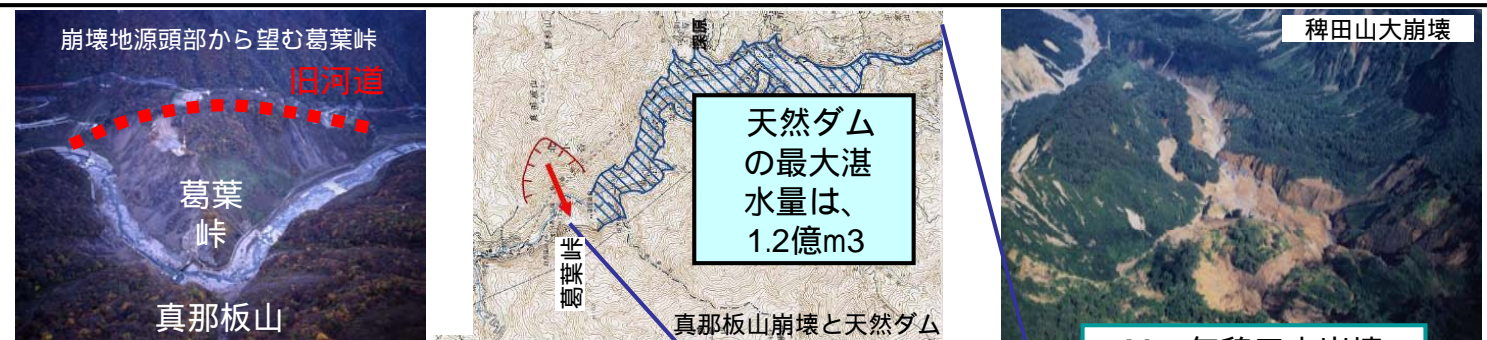 崩壊地源頭部から望む葛葉峠
旧河道
葛葉
峠
真那板山
天然ダム
の最大湛
水量は、
1.2億m3
葛葉峠
真那板山崩壊と天然ダム
稗田山大崩壊